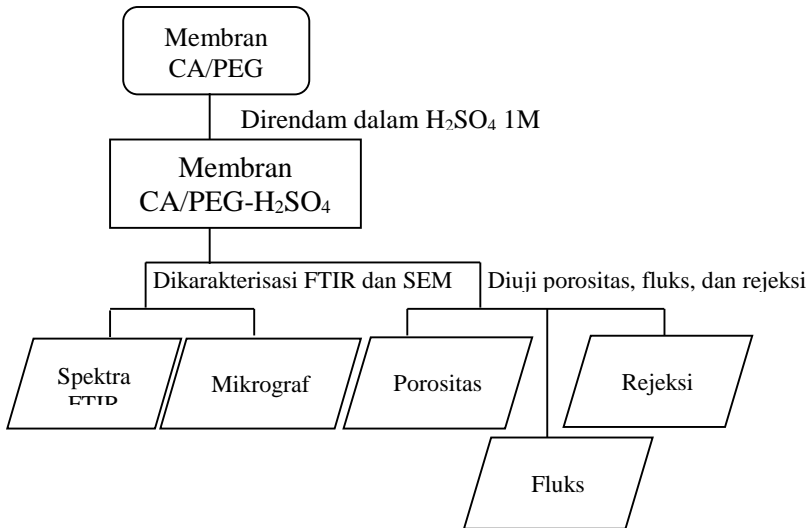 Membran
CA/PEG
Direndam dalam H₂SO₄ 1M
Membran
CA/PEG-H₂SO₄
Dikarakterisasi FTIR dan SEM
Diuji porositas, fluks, dan rejeksi
Spektra
FTIR
Mikrograf
Porositas
Rejeksi
Fluks